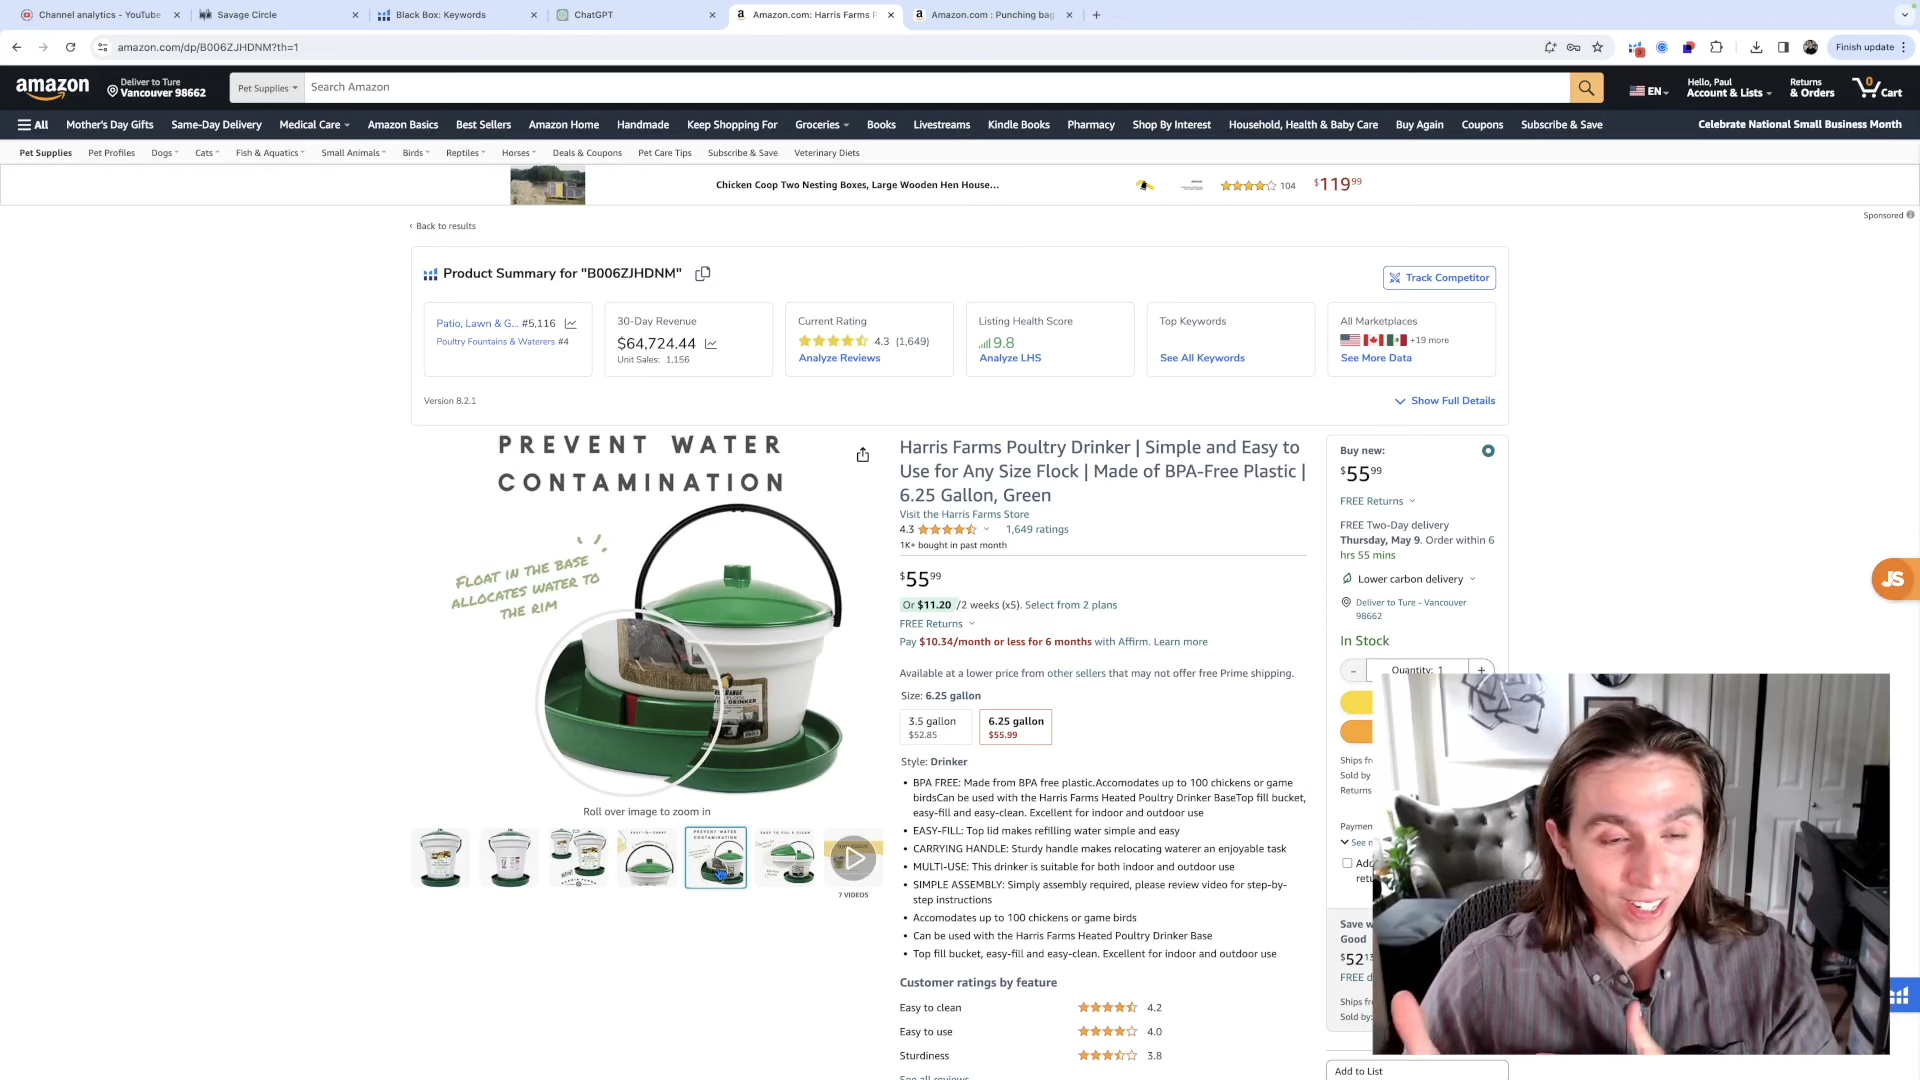 Channel analytics - YouTube
Savage Circle
Black Box: Keywords
ChatGPT
Amazon.com: Harris Farms P
Amazon.com : Punching bag
amazon.com/dp/B006ZJHDNM?th=1
Finish update
amazon
Deliver to Ture
Vancouver 98662
Pet Supplies
Search Amazon
EN
Hello, Paul
Account & Lists
Returns
& Orders
0
Cart
All
Mother's Day Gifts
Same-Day Delivery
Medical Care
Amazon Basics
Best Sellers
Amazon Home
Handmade
Keep Shopping For
Groceries
Books
Livestreams
Kindle Books
Pharmacy
Shop By Interest
Household, Health & Baby Care
Buy Again
Coupons
Subscribe & Save
Celebrate National Small Business Month
Pet Supplies
Pet Profiles
Dogs
Cats
Fish & Aquatics
Small Animals
Birds
Reptiles
Horses
Deals & Coupons
Pet Care Tips
Subscribe & Save
Veterinary Diets
Chicken Coop Two Nesting Boxes, Large Wooden Hen House...
104
$119 99
Sponsored
‹ Back to results
Product Summary for "B006ZJHDNM"
Track Competitor
Patio, Lawn & G... #5,116
Poultry Fountains & Waterers #4
30-Day Revenue
$64,724.44
Unit Sales: 1,156
Current Rating
4.3 (1,649)
Analyze Reviews
Listing Health Score
9.8
Analyze LHS
Top Keywords
See All Keywords
All Marketplaces
+19 more
See More Data
Version 8.2.1
Show Full Details
PREVENT WATER
CONTAMINATION
FLOAT IN THE BASE
ALLOCATES WATER TO
THE RIM
Roll over image to zoom in
7 VIDEOS
Harris Farms Poultry Drinker | Simple and Easy to
Use for Any Size Flock | Made of BPA-Free Plastic |
6.25 Gallon, Green
Visit the Harris Farms Store
4.3
1,649 ratings
1K+ bought in past month
$55 99
Or $11.20 /2 weeks (x5). Select from 2 plans
FREE Returns
Pay $10.34/month or less for 6 months with Affirm. Learn more
Available at a lower price from other sellers that may not offer free Prime shipping.
Size: 6.25 gallon
3.5 gallon
$52.85
6.25 gallon
$55.99
Style: Drinker
• BPA FREE: Made from BPA free plastic.Accomodates up to 100 chickens or game
birdsCan be used with the Harris Farms Heated Poultry Drinker BaseTop fill bucket,
easy-fill and easy-clean. Excellent for indoor and outdoor use
• EASY-FILL: Top lid makes refilling water simple and easy
• CARRYING HANDLE: Sturdy handle makes relocating waterer an enjoyable task
• MULTI-USE: This drinker is suitable for both indoor and outdoor use
• SIMPLE ASSEMBLY: Simply assembly required, please review video for step-by-
step instructions
• Accomodates up to 100 chickens or game birds
• Can be used with the Harris Farms Heated Poultry Drinker Base
• Top fill bucket, easy-fill and easy-clean. Excellent for indoor and outdoor use
Customer ratings by feature
Easy to clean
4.2
Easy to use
4.0
Sturdiness
3.8
See all reviews
Buy new:
$55 99
FREE Returns
FREE Two-Day delivery
Thursday, May 9. Order within 6
hrs 55 mins
Lower carbon delivery
Deliver to Ture - Vancouver
98662
In Stock
- Quantity: 1 +
Ships fr
Sold by
Returns
Paymen
See n
Add
retu
Save w
Good
$52 13
FREE d
Ships fr
Sold by:
Add to List
JS